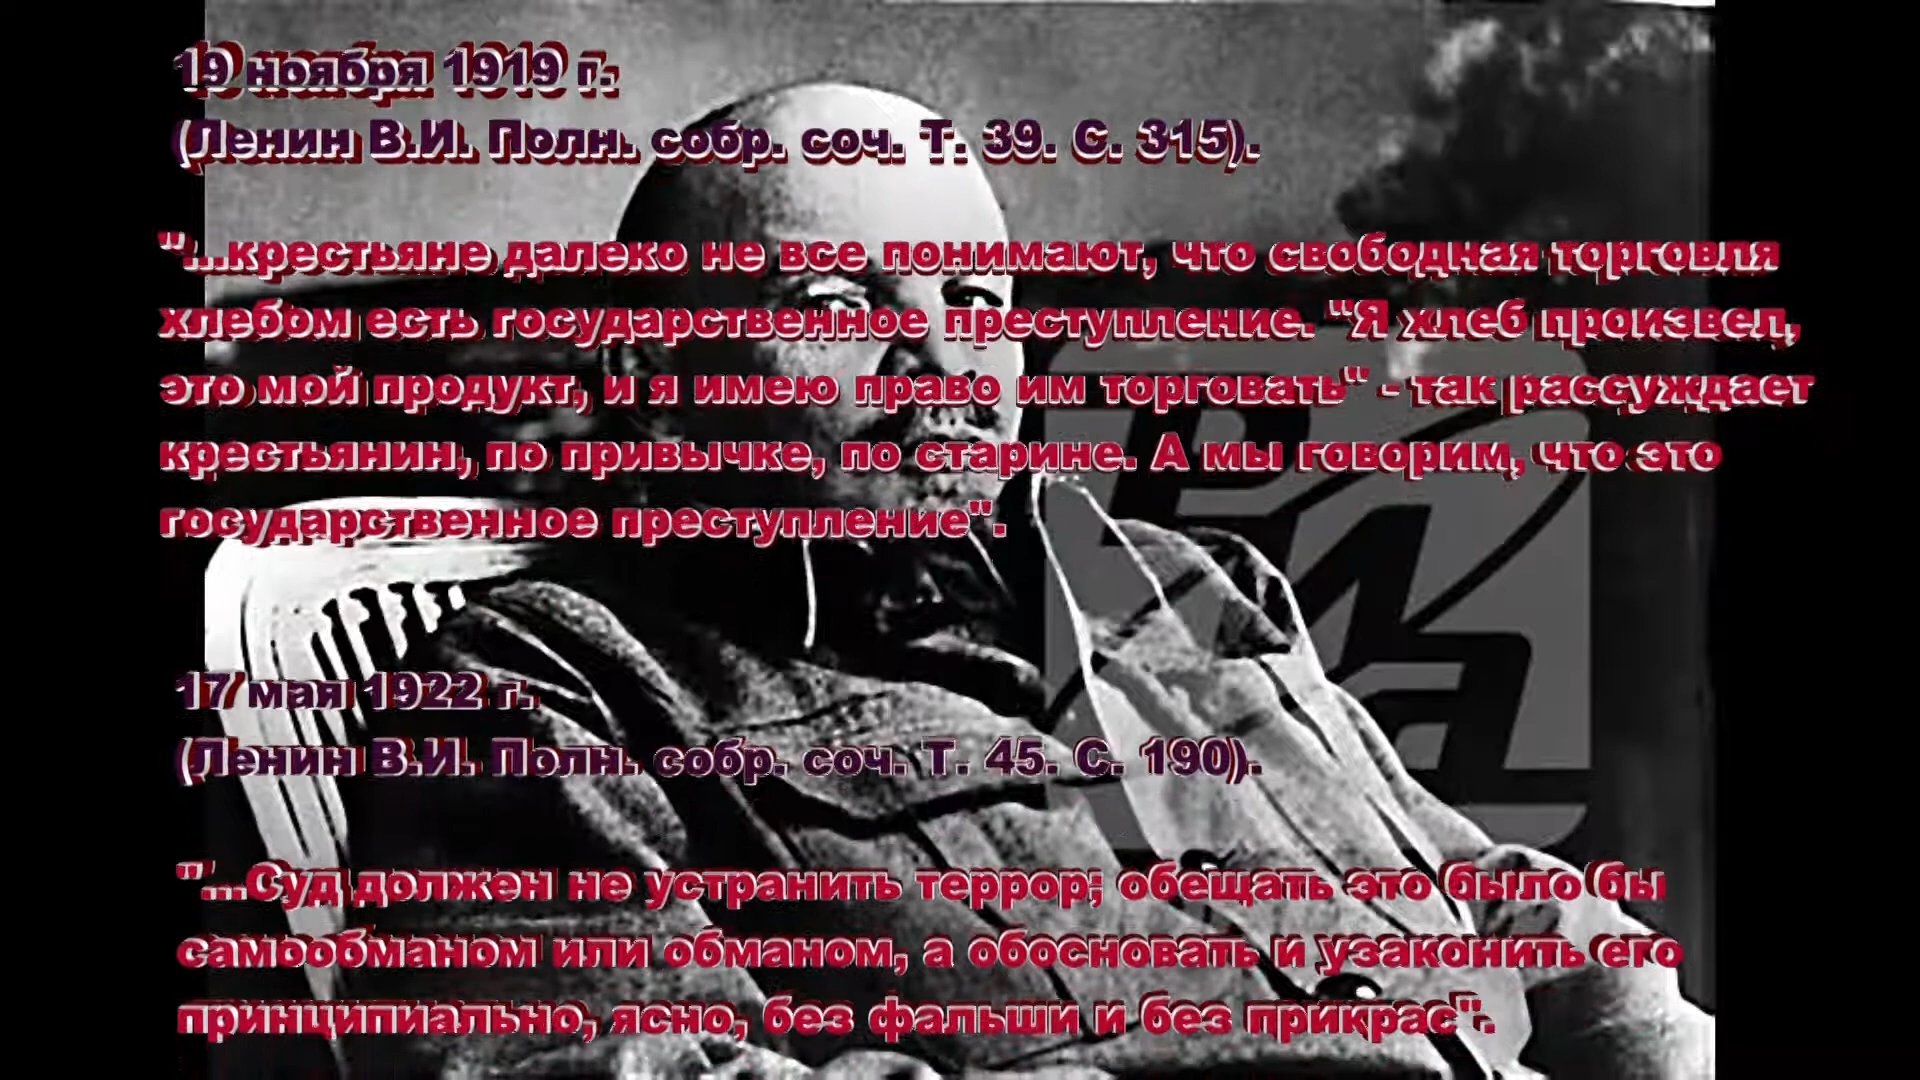 19 ноября 1919 г.
(Ленин В.И. Полн. собр. соч. Т. 39. С. 315).
"...крестьяне далеко не все понимают, что свободная торговля
хлебом есть государственное преступление. "Я хлеб произвел,
это мой продукт, и я имею право им торговать" - так рассуждает
крестьянин, по привычке, по старине. А мы говорим, что это
государственное преступление".
17 мая 1922 г.
(Ленин В.И. Полн. собр. соч. Т. 45. С. 190).
"...Суд должен не устранить террор; обещать это было бы
самообманом или обманом, а обосновать и узаконить его
принципиально, ясно, без фальши и без прикрас".